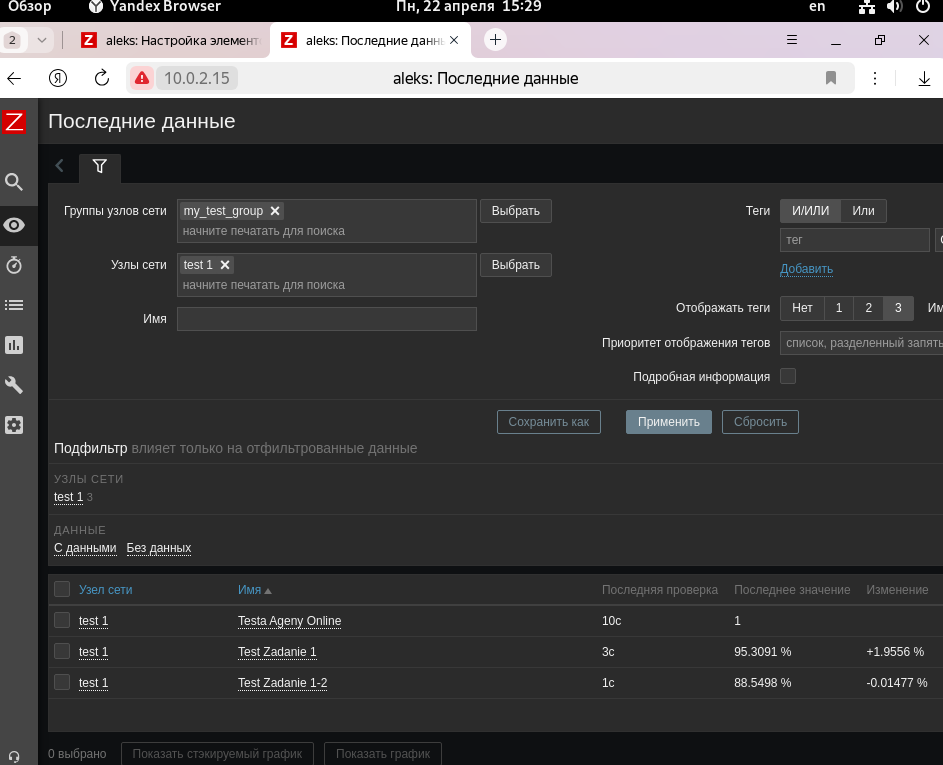 Обзор Yandex Browser Пн, 22 апреля 15:29 en
2 Z aleks: Настройка элемент Z aleks: Последние данн
Я 10.0.2.15 aleks: Последние данные
Z Последние данные
Группы узлов сети my_test_group Выбрать Теги И/ИЛИ Или
начните печатать для поиска
тег
Узлы сети test 1 Выбрать
Добавить
начните печатать для поиска
Отображать теги Нет 1 2 3 Им
Имя
Приоритет отображения тегов список, разделенный запять
Подробная информация
Сохранить как Применить Сбросить
Подфильтр влияет только на отфильтрованные данные
УЗЛЫ СЕТИ
test 1 3
ДАННЫЕ
С данными Без данных
Узел сети Имя Последняя проверка Последнее значение Изменение
test 1 Testa Ageny Online 10с 1
test 1 Test Zadanie 1 3с 95.3091 % +1.9556 %
test 1 Test Zadanie 1-2 1с 88.5498 % -0.01477 %
0 выбрано Показать стэкируемый график Показать график